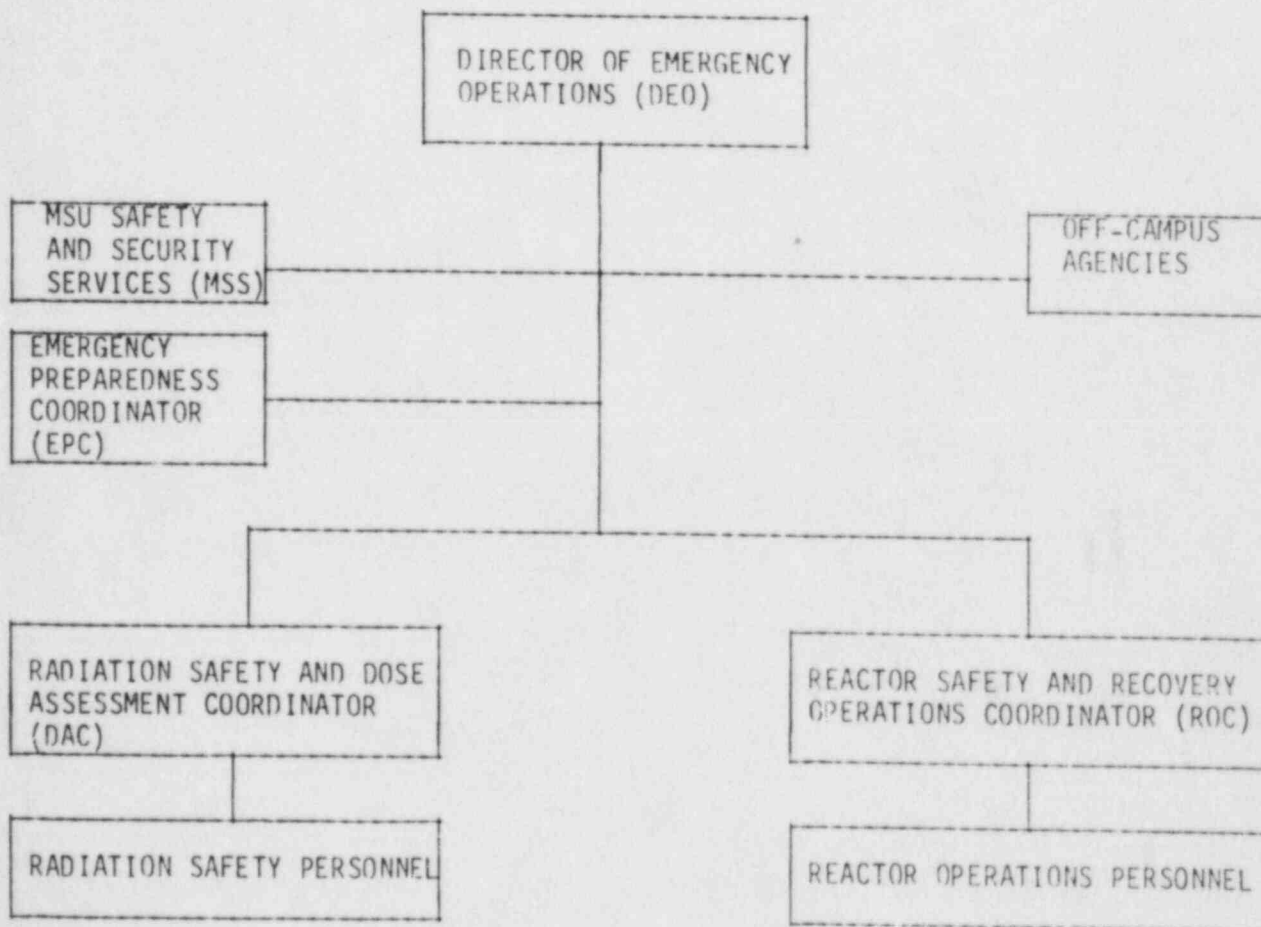 DIRECTOR OF EMERGENCY
OPERATIONS (DEO)
MSU SAFETY
AND SECURITY
SERVICES (MSS)
OFF-CAMPUS
AGENCIES
EMERGENCY
PREPAREDNESS
COORDINATOR
(EPC)
RADIATION SAFETY AND DOSE
ASSESSMENT COORDINATOR
(DAC)
REACTOR SAFETY AND RECOVERY
OPERATIONS COORDINATOR (ROC)
RADIATION SAFETY PERSONNEL
REACTOR OPERATIONS PERSONNEL